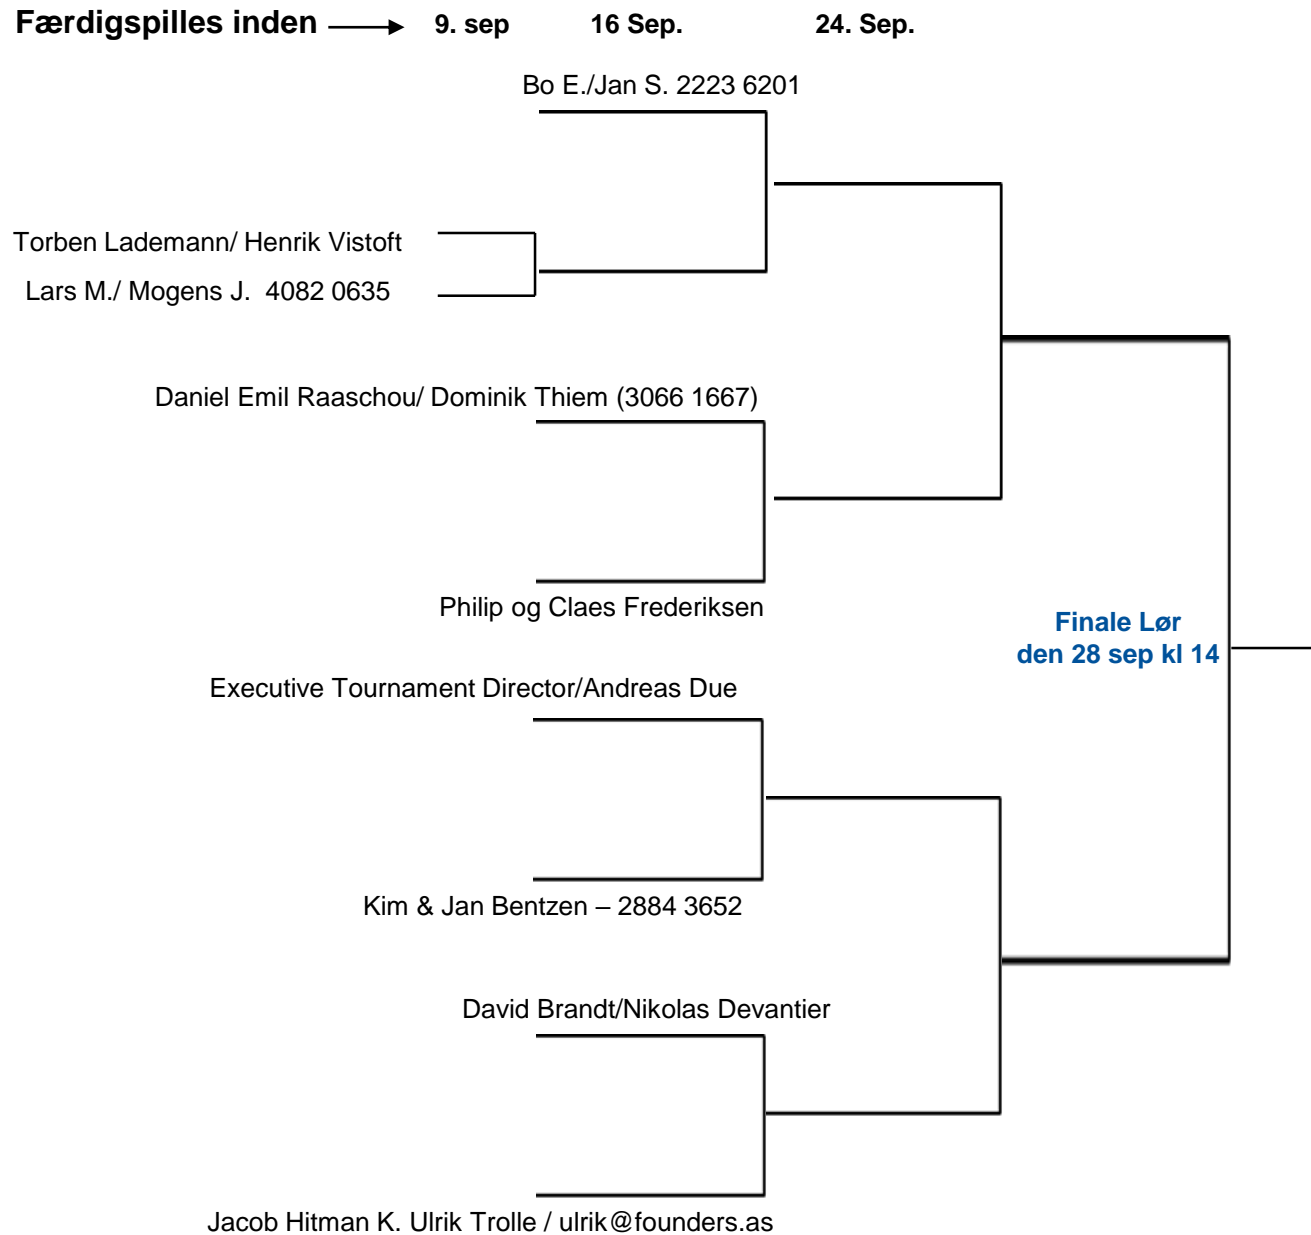 Færdigspilles inden 9. sep 16 Sep. 24. Sep.
Bo E./Jan S. 2223 6201
Torben Lademann/ Henrik Vistoft
Lars M./ Mogens J.  4082 0635
Daniel Emil Raaschou/ Dominik Thiem (3066 1667)
Philip og Claes Frederiksen
Finale Lør
den 28 sep kl 14
Executive Tournament Director/Andreas Due
Kim & Jan Bentzen – 2884 3652
David Brandt/Nikolas Devantier
Jacob Hitman K. Ulrik Trolle / ulrik@founders.as